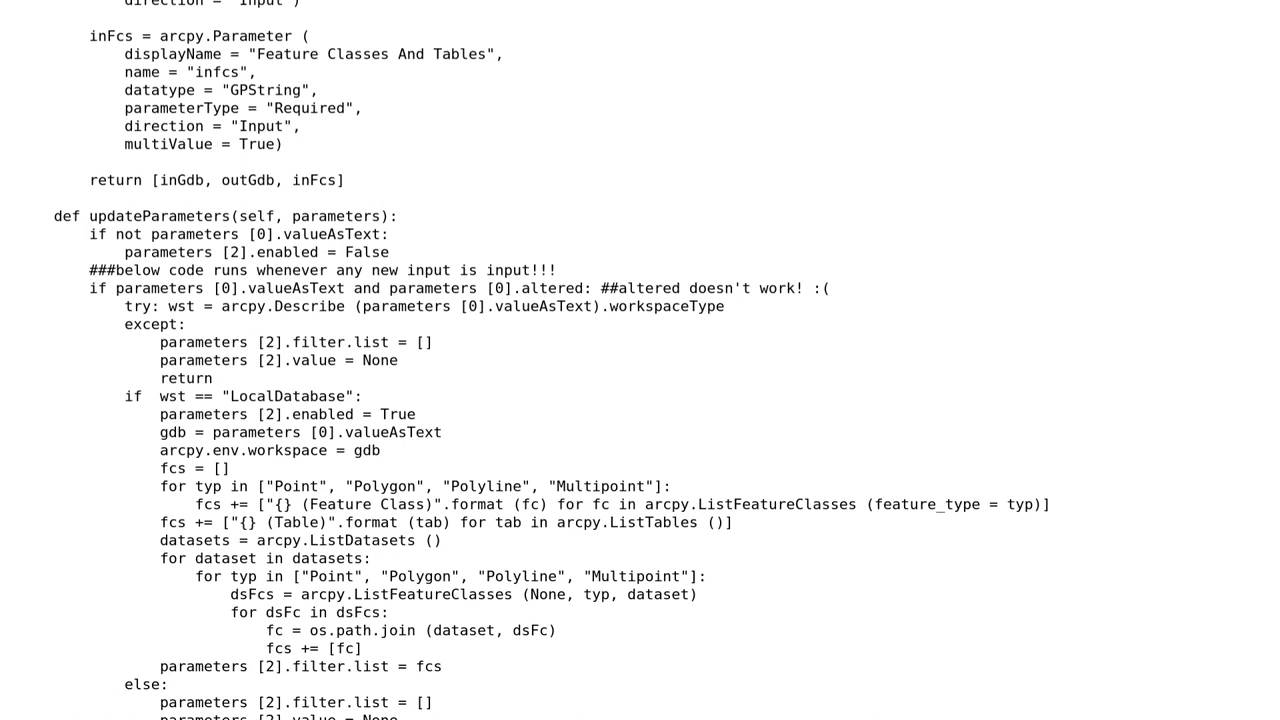 direction = "Input")
inFcs = arcpy.Parameter (
displayName = "Feature Classes And Tables",
name = "infcs",
datatype = "GPString",
parameterType = "Required",
direction = "Input",
multiValue = True)
return [inGdb, outGdb, inFcs]
def updateParameters(self, parameters):
if not parameters [0].valueAsText:
parameters [2].enabled = False
###below code runs whenever any new input is input!!!
if parameters [0].valueAsText and parameters [0].altered: ##altered doesn't work! :(
try: wst = arcpy.Describe (parameters [0].valueAsText).workspaceType
except:
parameters [2].filter.list = []
parameters [2].value = None
return
if  wst == "LocalDatabase":
parameters [2].enabled = True
gdb = parameters [0].valueAsText
arcpy.env.workspace = gdb
fcs = []
for typ in ["Point", "Polygon", "Polyline", "Multipoint"]:
fcs += ["{} (Feature Class)".format (fc) for fc in arcpy.ListFeatureClasses (feature_type = typ)]
fcs += ["{} (Table)".format (tab) for tab in arcpy.ListTables ()]
datasets = arcpy.ListDatasets ()
for dataset in datasets:
for typ in ["Point", "Polygon", "Polyline", "Multipoint"]:
dsFcs = arcpy.ListFeatureClasses (None, typ, dataset)
for dsFc in dsFcs:
fc = os.path.join (dataset, dsFc)
fcs += [fc]
parameters [2].filter.list = fcs
else:
parameters [2].filter.list = []
parameters [2].value = None